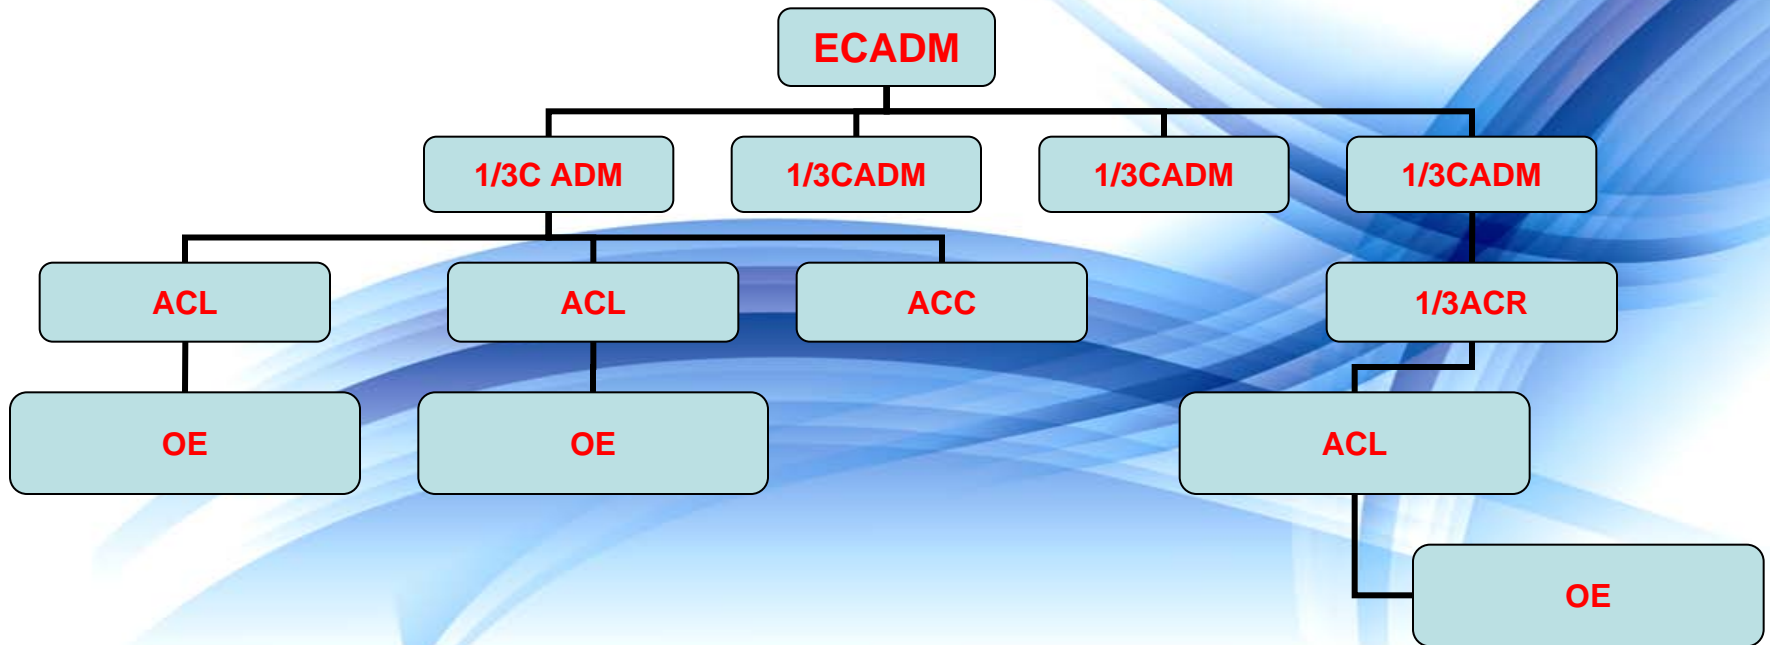 ECADM
1/3C ADM
1/3CADM
1/3CADM
1/3CADM
ACL
ACL
ACC
1/3ACR
OE
OE
ACL
OE